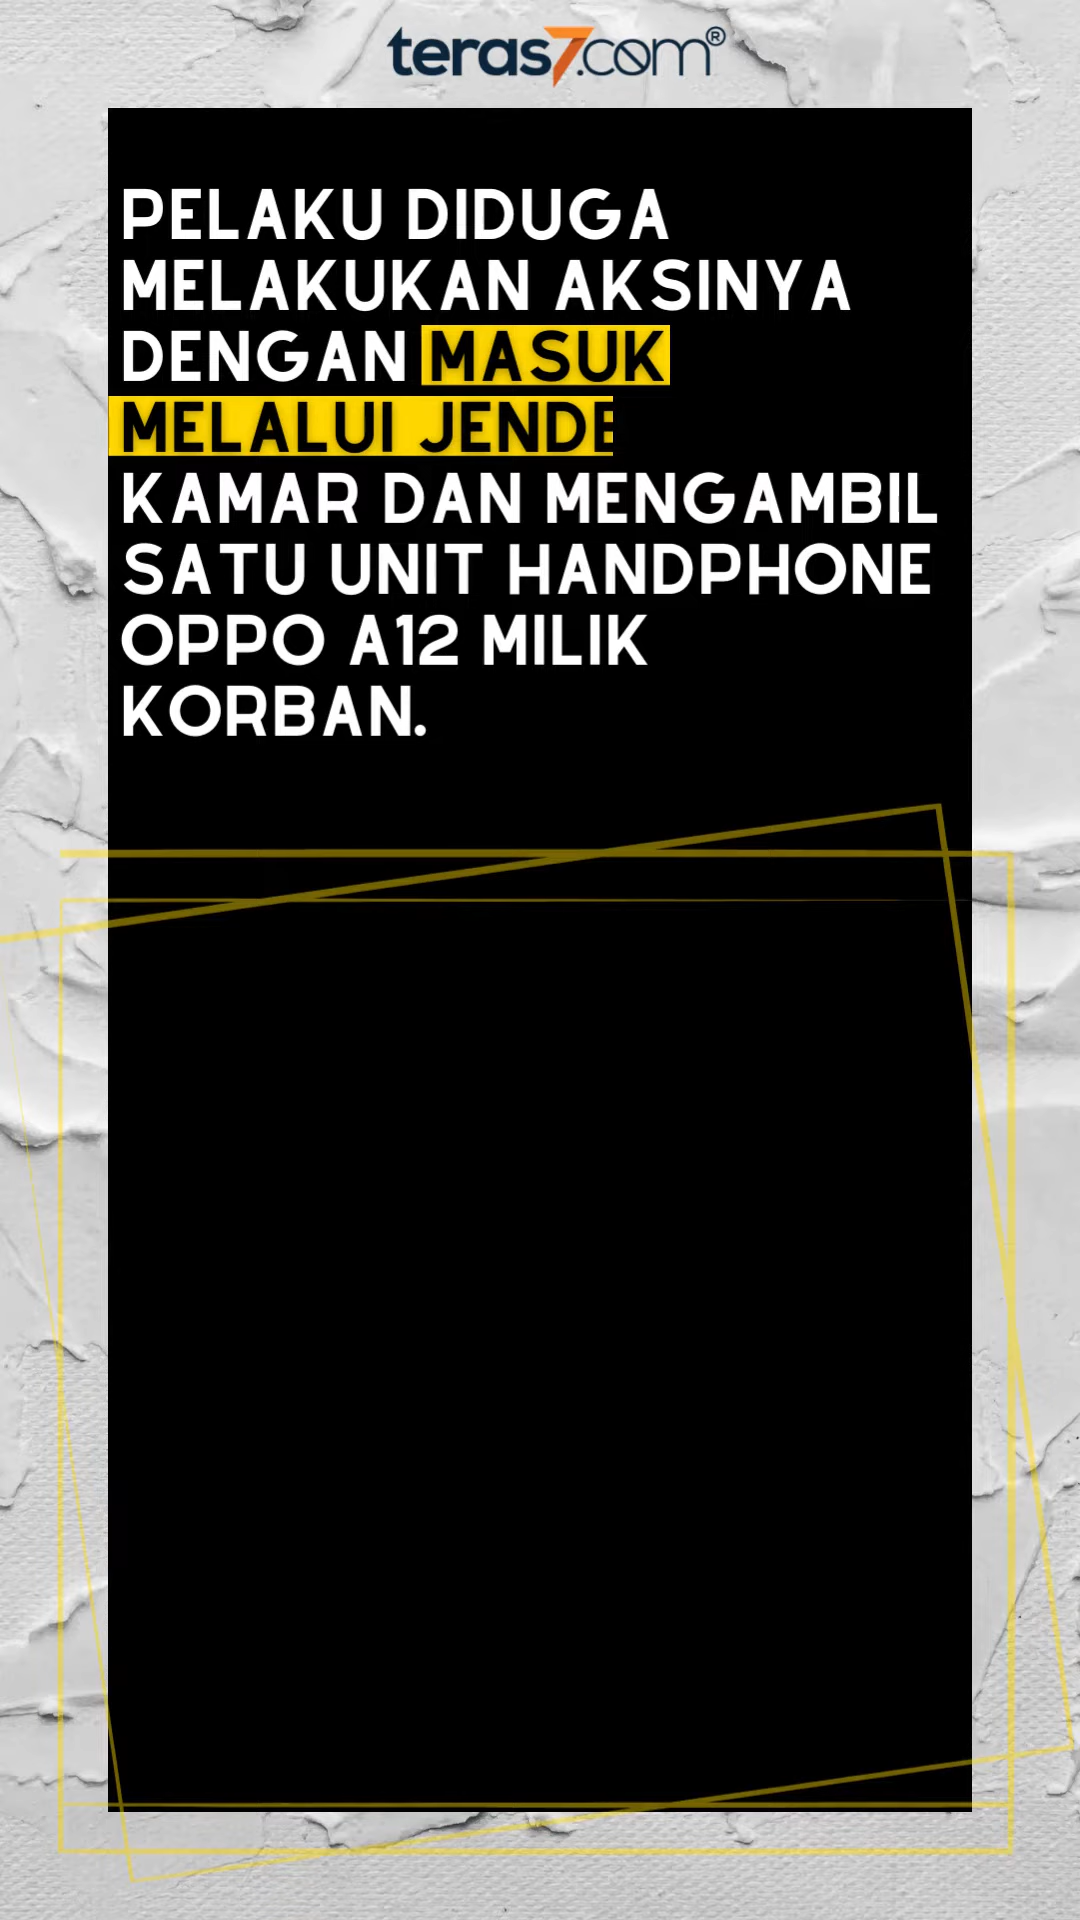 teras7.com®
PELAKU DIDUGA
MELAKUKAN AKSINYA
DENGAN MASUK
MELALUI
KAMAR DAN MENGAMBIL
SATU UNIT HANDPHONE
OPPO A12 MILIK
KORBAN.